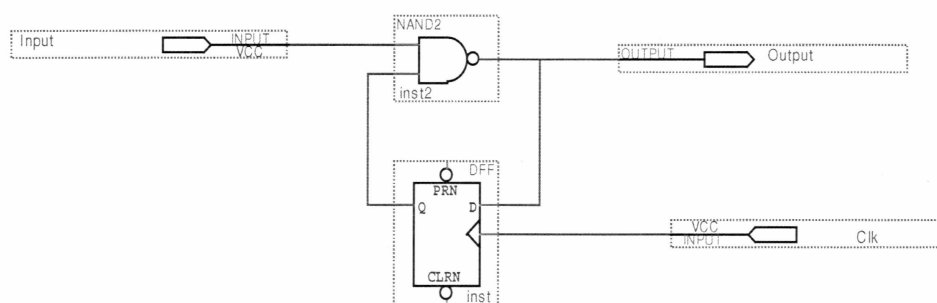 NAND2
Input
INPUT
VCC
OUTPUT
Output
inst2
DFF
PRN
Q D
VCC
INPUT
Clk
CLRN
inst